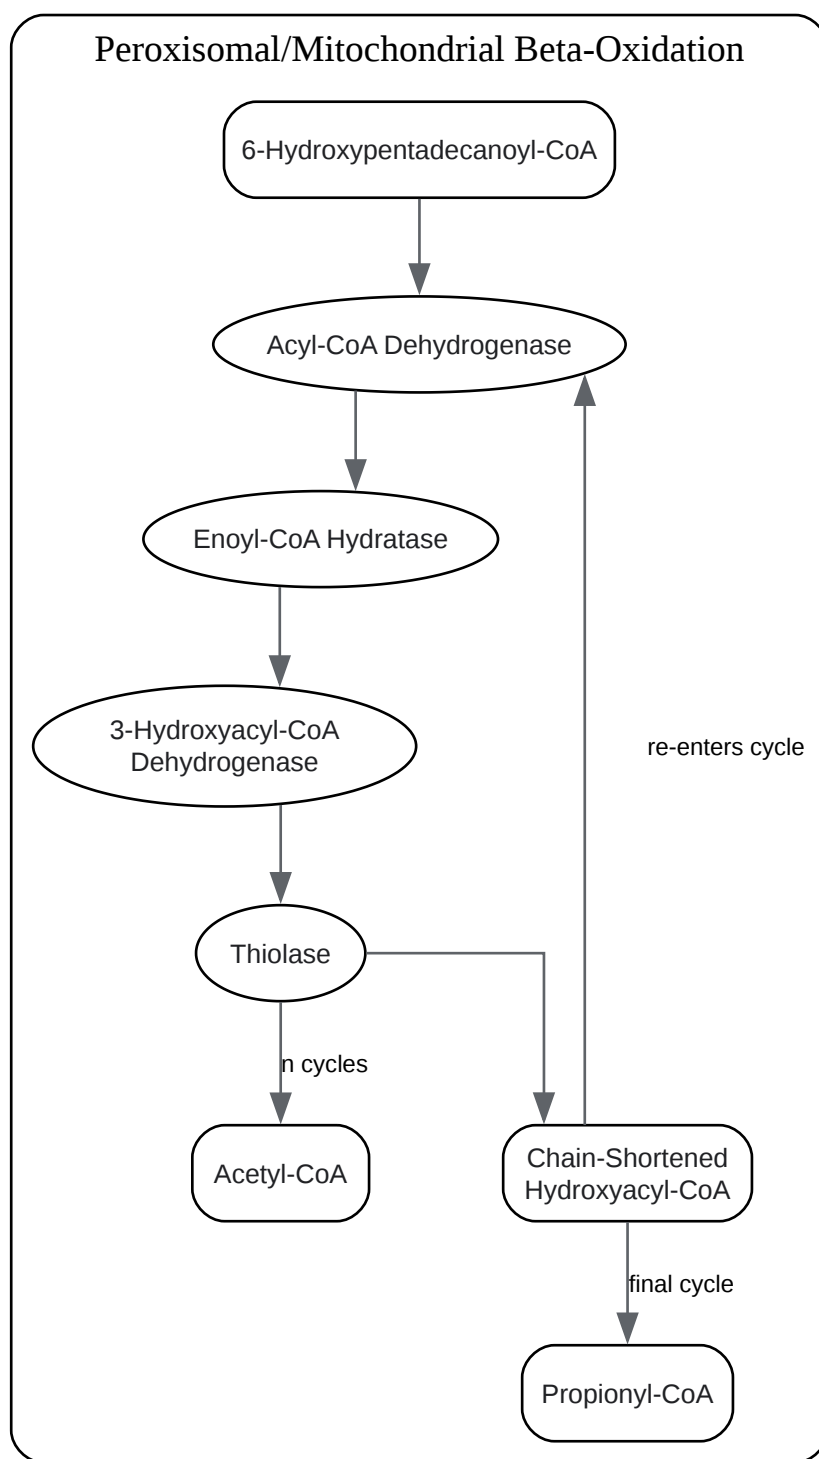 Peroxisomal/Mitochondrial Beta-Oxidation
6-Hydroxypentadecanoyl-CoA
Acyl-CoA Dehydrogenase
Enoyl-CoA Hydratase
3-Hydroxyacyl-CoA
Dehydrogenase
re-enters cycle
Thiolase
n cycles
Acetyl-CoA
Chain-Shortened
Hydroxyacyl-CoA
final cycle
Propionyl-CoA